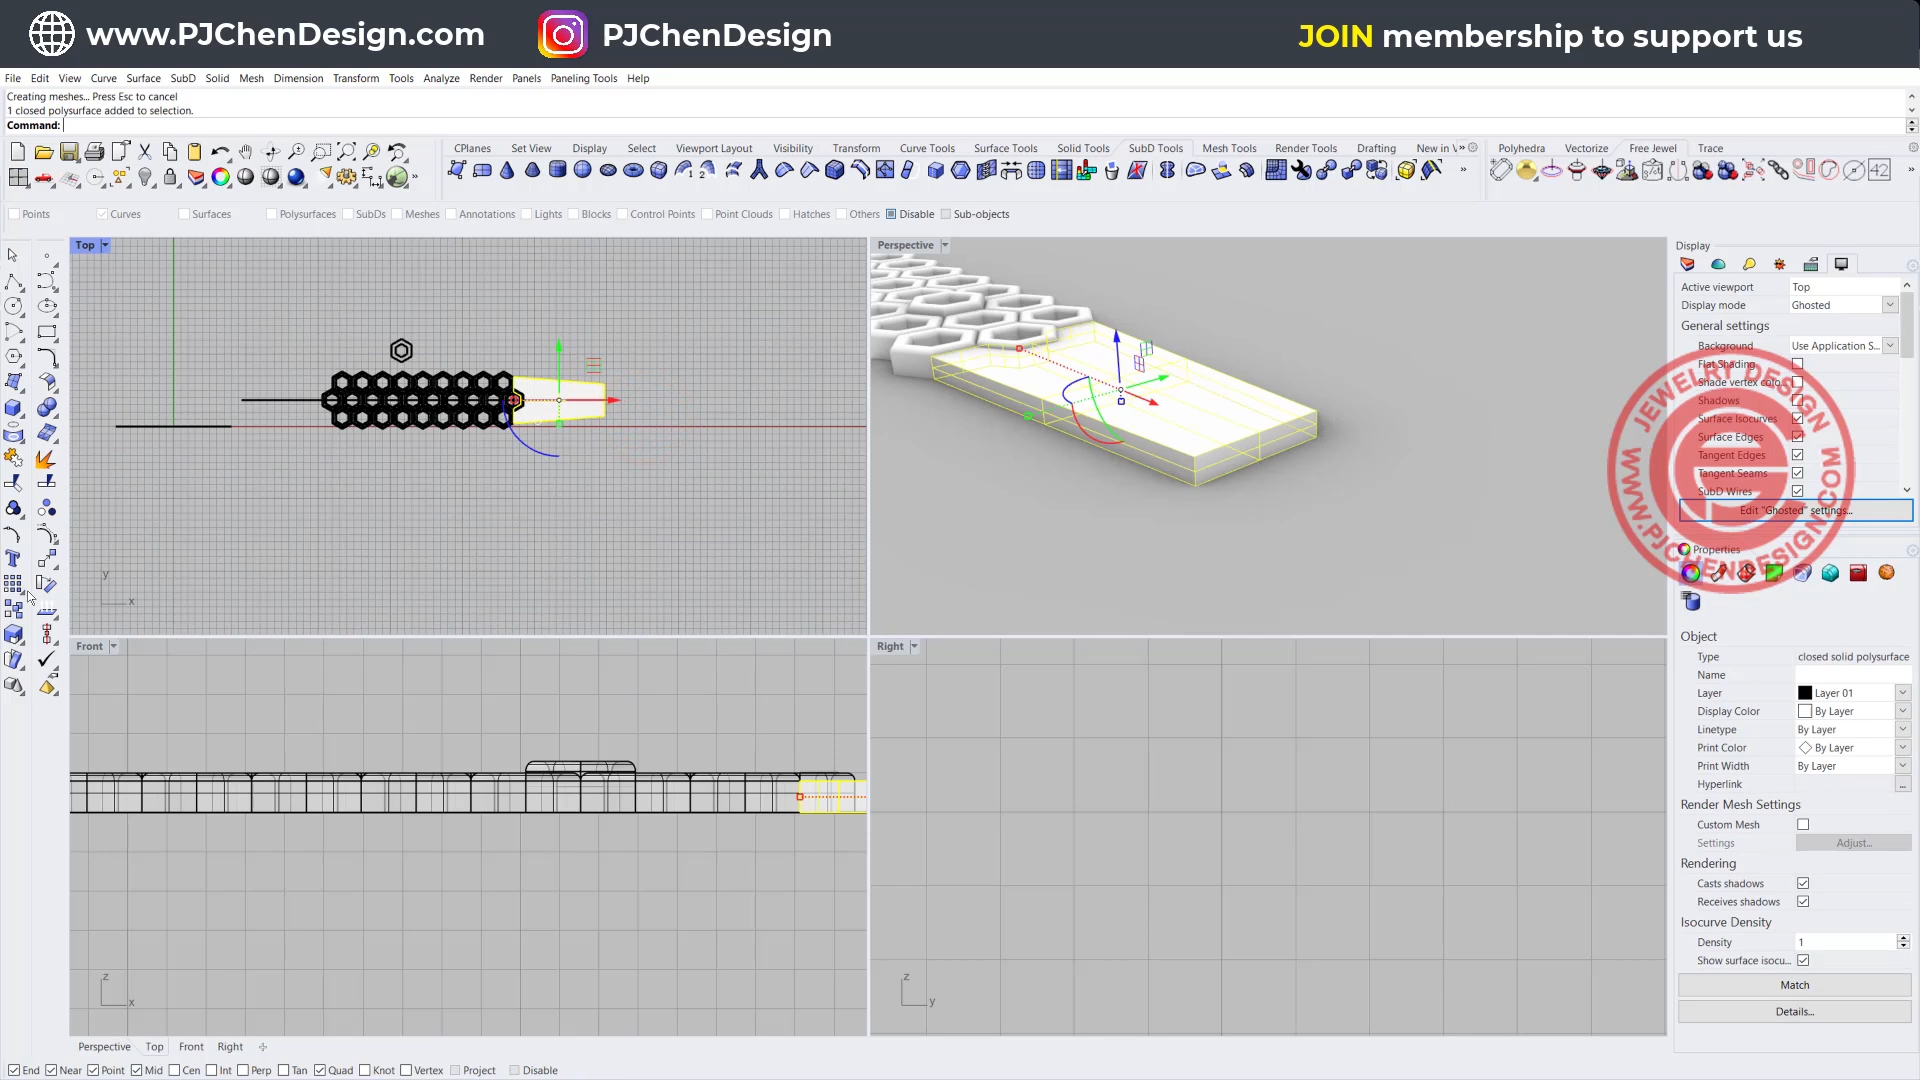 www.PJChenDesign.com PJChenDesign JOIN membership to support us
File Edit View Curve Surface SubD Solid Mesh Dimension Transform Tools Analyze Render Panels Paneling Tools Help
Creating meshes... Press Esc to cancel
1 closed polysurface added to selection.
Command:
CPlanes Set View Display Select Viewport Layout Visibility Transform Curve Tools Surface Tools Solid Tools SubD Tools Mesh Tools Render Tools Drafting New in V Polyhedra Vectorize Free Jewel Trace
42
Points Curves Surfaces Polysurfaces SubDs Meshes Annotations Lights Blocks Control Points Point Clouds Hatches Others Disable Sub-objects
Top
Perspective
Display
Active viewport Top
Display mode Ghosted
General settings
Background Use Application S...
Flat Shading
Shade vertex colo...
Shadows
Surface Isocurves
Surface Edges
Tangent Edges
Tangent Seams
SubD Wires
Edit "Ghosted" settings...
JEWELRY DESIGN
WWW.PJCHENDESIGN.COM
y
x
Front
Right
z
x
z
y
Properties
Object
Type closed solid polysurface
Name
Layer Layer 01
Display Color By Layer
Linetype By Layer
Print Color By Layer
Print Width By Layer
Hyperlink ...
Render Mesh Settings
Custom Mesh
Settings Adjust...
Rendering
Casts shadows
Receives shadows
Isocurve Density
Density 1
Show surface isocu...
Match
Details...
Perspective Top Front Right
End Near Point Mid Cen Int Perp Tan Quad Knot Vertex Project Disable